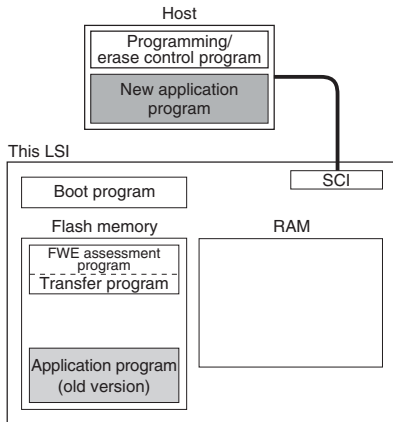 Host
Programming/
erase control program
New application
program
This LSI
SCI
Boot program
Flash memory
RAM
FWE assessment
program
Transfer program
Application program
(old version)